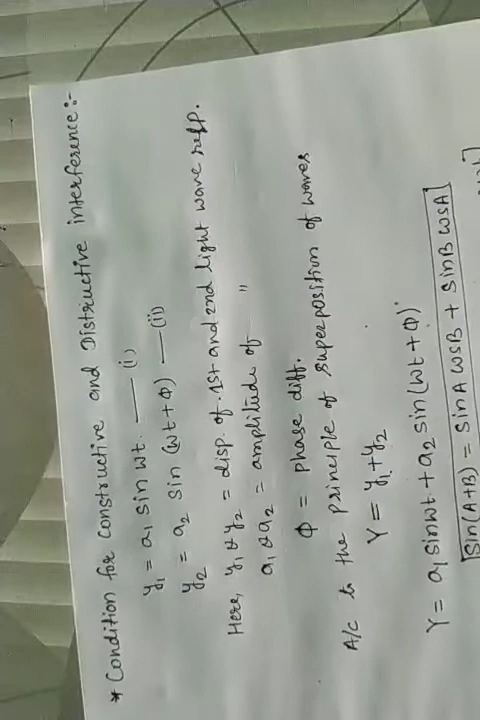 * Condition for constructive and Distructive interference:-
y₁ = a₁ sin wt. —— (i)
y₂ = a₂ sin (wt + Φ) —— (ii)
Here, y₁ & y₂ = disp. of 1st and 2nd light wave resp.
a₁ & a₂ = amplitude of "
Φ = phase diff.
A/c to the principle of superposition of waves
Y = y₁ + y₂
Y = a₁ sinwt + a₂ sin (wt + Φ)
[sin(A+B) = sinA cosB + sinB cosA]